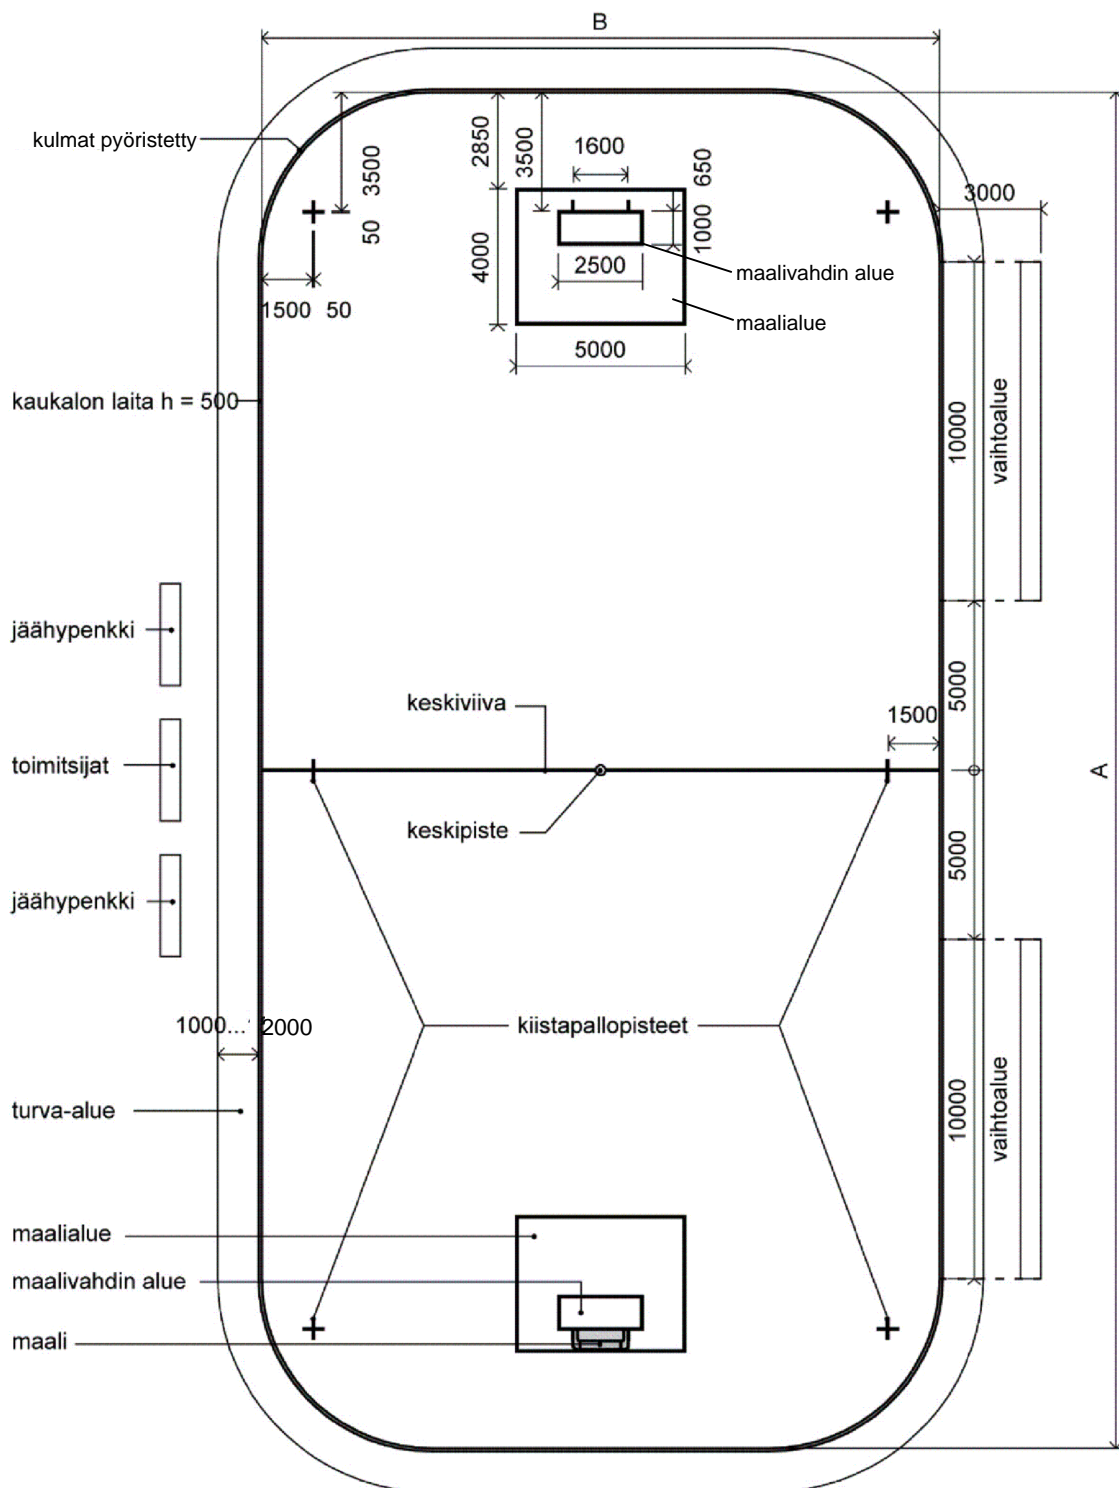 B
kulmat pyöristetty
3500
50
1500 50
2850
3500
1600
650
1000
4000
2500
maalivahdin alue
maalialue
5000
3000
kaukalon laita h = 500
10000
vaihtoalue
jäähypenkki
5000
keskiviiva
1500
toimitsijat
A
keskipiste
5000
jäähypenkki
1000... 2000
kiistapallopisteet
turva-alue
10000
vaihtoalue
maalialue
maalivahdin alue
maali